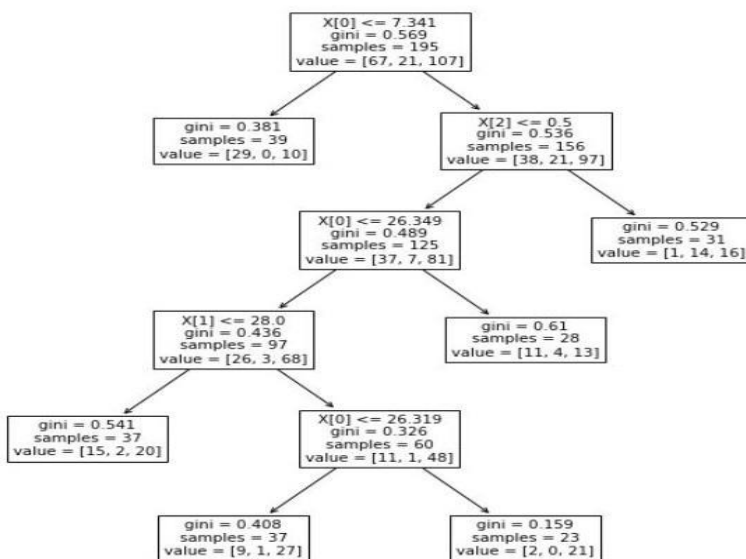 X[0] <= 7.341
gini = 0.569
samples = 195
value = [67, 21, 107]
gini = 0.381
samples = 39
value = [29, 0, 10]
X[2] <= 0.5
gini = 0.536
samples = 156
value = [38, 21, 97]
X[0] <= 26.349
gini = 0.489
samples = 125
value = [37, 7, 81]
gini = 0.529
samples = 31
value = [1, 14, 16]
X[1] <= 28.0
gini = 0.436
samples = 97
value = [26, 3, 68]
gini = 0.61
samples = 28
value = [11, 4, 13]
gini = 0.541
samples = 37
value = [15, 2, 20]
X[0] <= 26.319
gini = 0.326
samples = 60
value = [11, 1, 48]
gini = 0.408
samples = 37
value = [9, 1, 27]
gini = 0.159
samples = 23
value = [2, 0, 21]